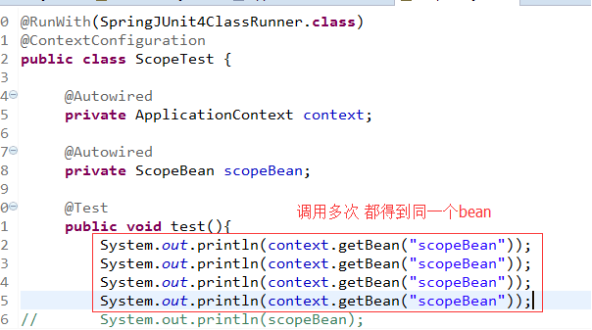 0 @RunWith(SpringJUnit4ClassRunner.class)
1 @ContextConfiguration
2 public class ScopeTest {
3
4 @Autowired
5 private ApplicationContext context;
6
7 @Autowired
8 private ScopeBean scopeBean;
9
0 @Test 调用多次 都得到同一个bean
1 public void test(){
2 System.out.println(context.getBean("scopeBean"));
3 System.out.println(context.getBean("scopeBean"));
4 System.out.println(context.getBean("scopeBean"));
5 System.out.println(context.getBean("scopeBean"));
6 // System.out.println(scopeBean);